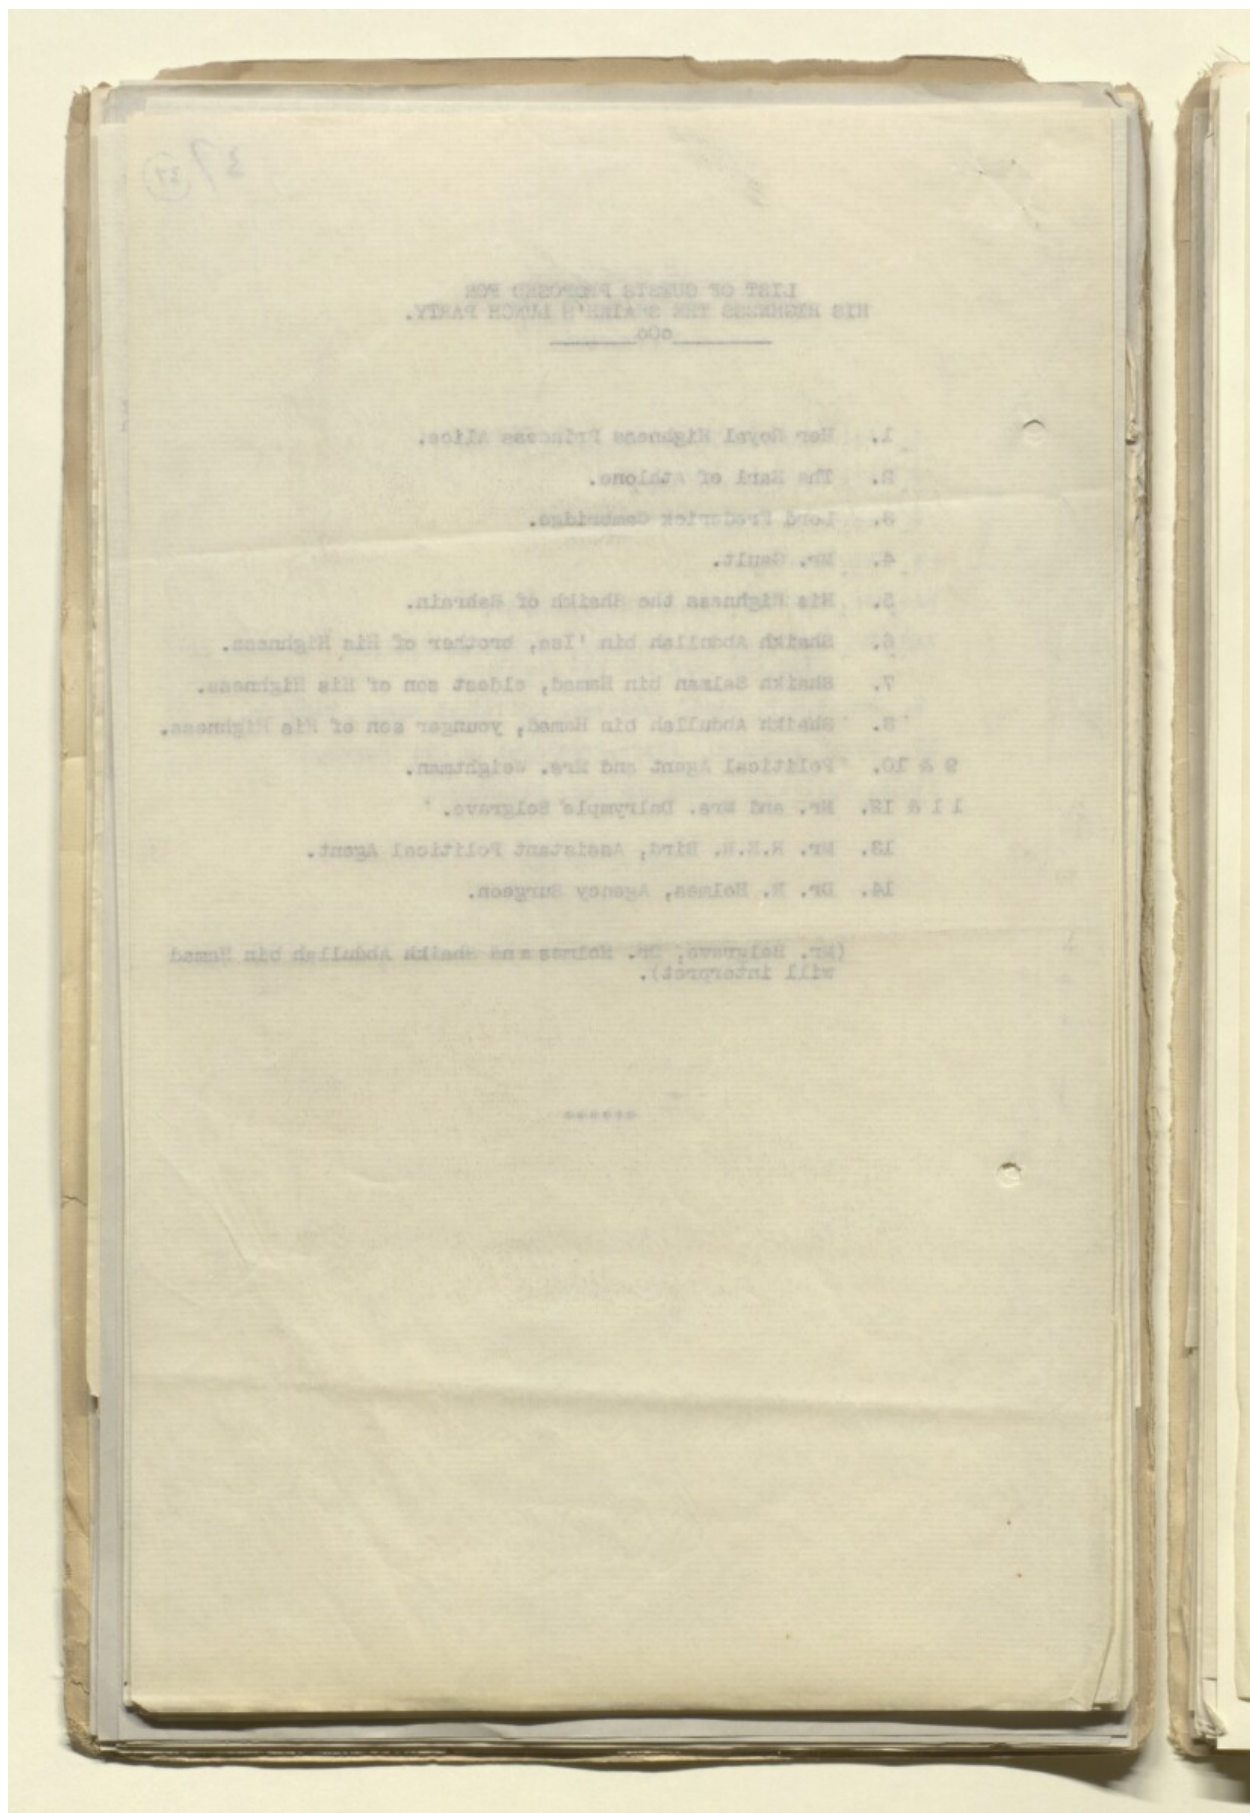 37
37
LIST OF GUESTS PROPOSED FOR
HIS HIGHNESS THE SHAIKH'S LUNCH PARTY.
oOo
1. Her Royal Highness Princess Alice.
2. The Earl of Athlone.
3. Lord Frederick Cambridge.
4. Mr. Gault.
5. His Highness the Shaikh of Bahrain.
6. Shaikh Abdullah bin 'Isa, brother of His Highness.
7. Shaikh Salman bin Hamad, eldest son of His Highness.
8. Shaikh Abdullah bin Hamad, younger son of His Highness.
9 & 10. Political Agent and Mrs. Weightman.
11 & 12. Mr. and Mrs. Dalrymple Belgrave.
13. Mr. R.E.R. Bird, Assistant Political Agent.
14. Dr. R. Holmes, Agency Surgeon.
(Mr. Belgrave, Dr. Holmes and Shaikh Abdullah bin Hamad
will interpret).
******